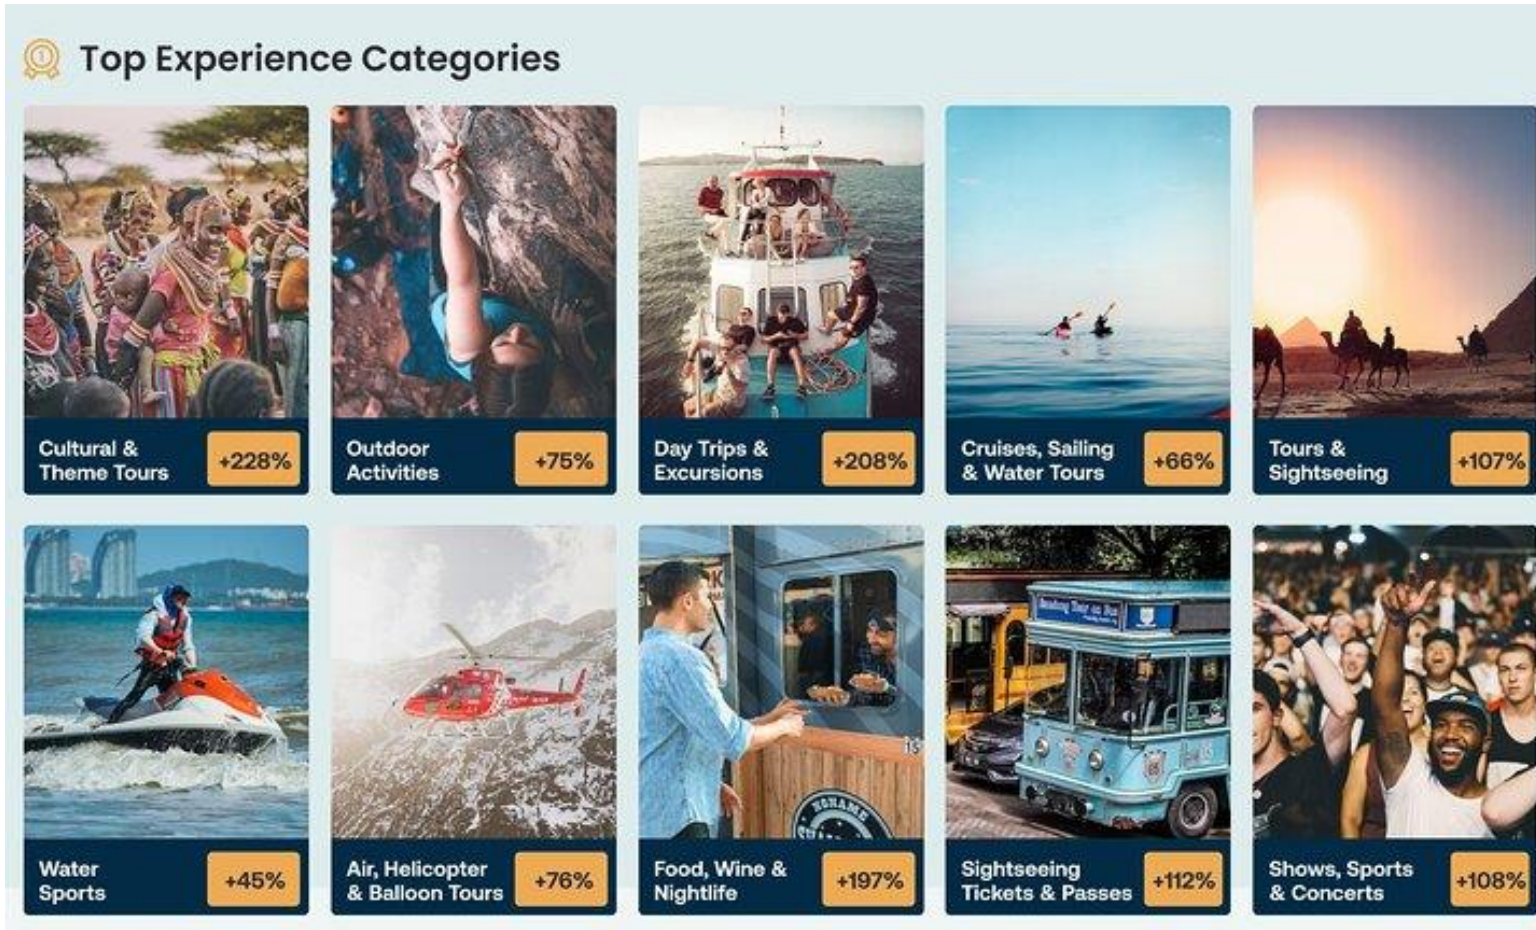 1
Top Experience Categories
Cultural &
Theme Tours
+228%
Outdoor
Activities
+75%
Day Trips &
Excursions
+208%
Cruises, Sailing
& Water Tours
+66%
Tours &
Sightseeing
+107%
Water
Sports
+45%
Air, Helicopter
& Balloon Tours
+76%
NONAME
Food, Wine &
Nightlife
+197%
Sightseeing
Tickets & Passes
+112%
Shows, Sports
& Concerts
+108%